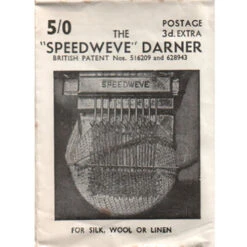 5/0
POSTAGE
3d. EXTRA
THE
"SPEEDWEVE" DARNER
BRITISH PATENT Nos. 516209 and 628943
SPEEDWEVE
FOR SILK, WOOL OR LINEN